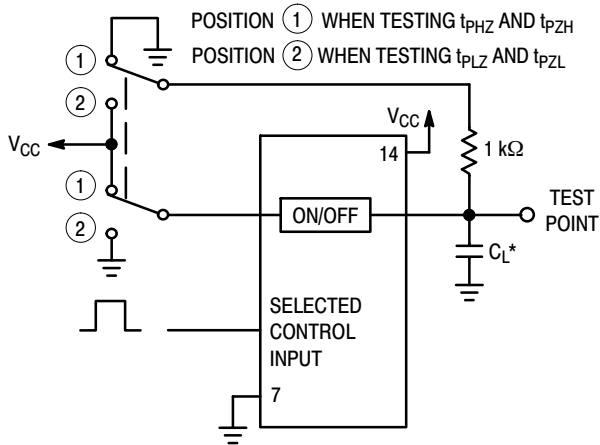 POSITION 1 WHEN TESTING tPHZ AND tPZH
POSITION 2 WHEN TESTING tPLZ AND tPZL
1
2
VCC
1
2
VCC
14
1 kΩ
ON/OFF
TEST
POINT
CL*
SELECTED
CONTROL
INPUT
7